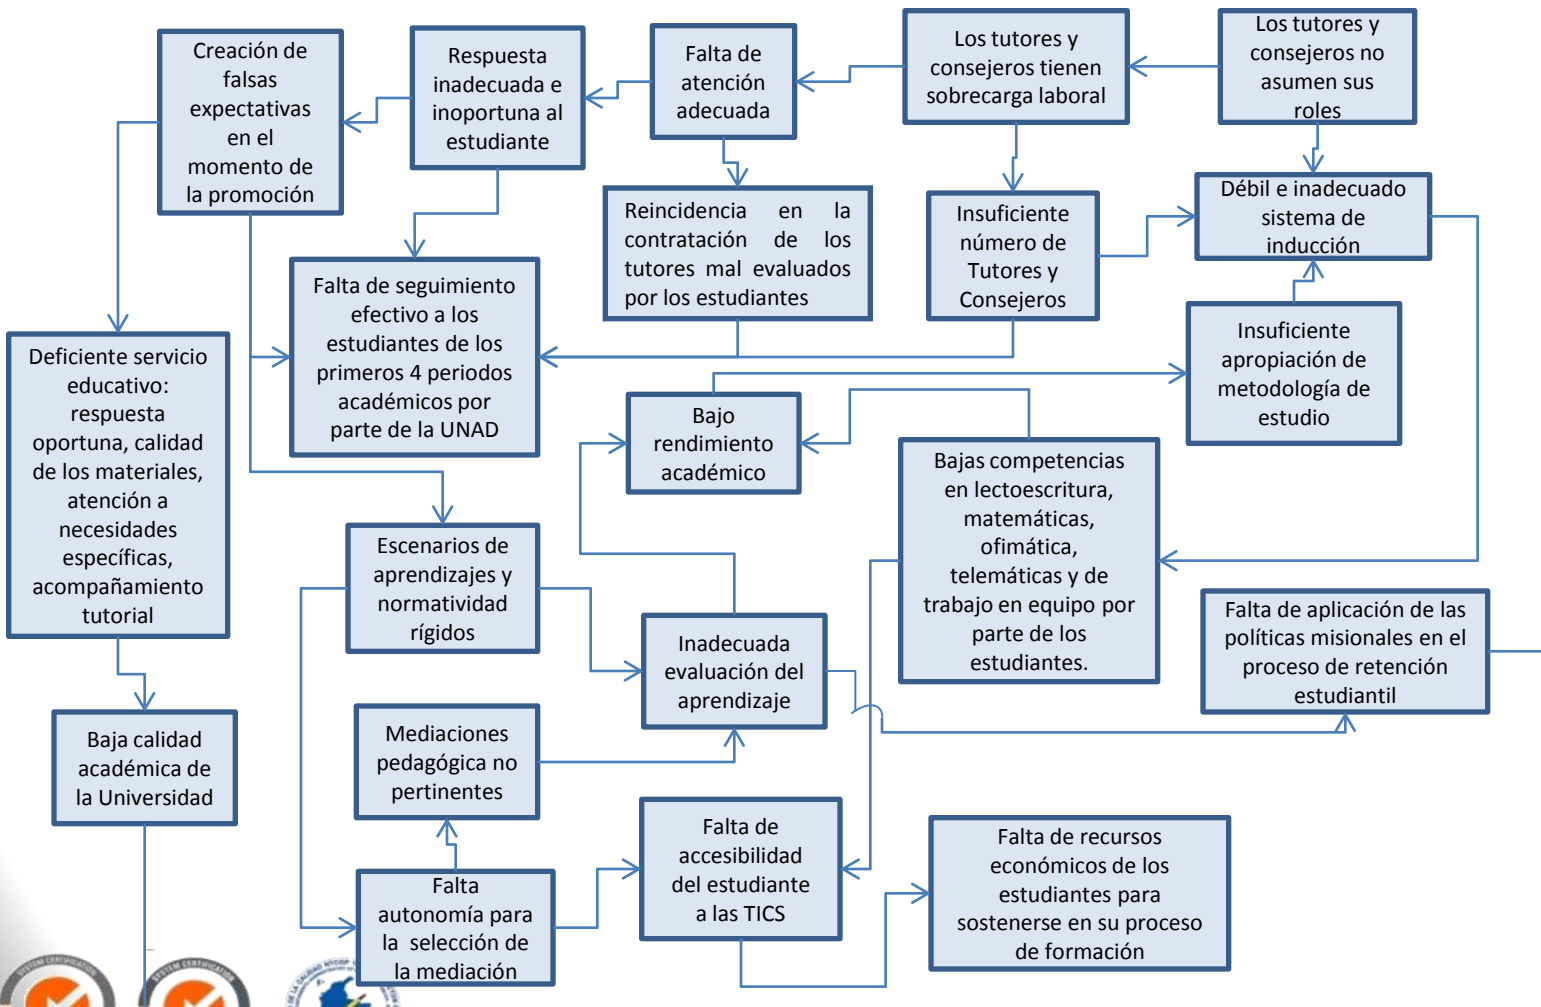 Creación de
falsas
expectativas
en el
momento de
la promoción
Respuesta
inadecuada e
inoportuna al
estudiante
Falta de
atención
adecuada
Los tutores y
consejeros tienen
sobrecarga laboral
Los tutores y
consejeros no
asumen sus
roles
Falta de seguimiento
efectivo a los
estudiantes de los
primeros 4 periodos
académicos por
parte de la UNAD
Reincidencia en la
contratación de los
tutores mal evaluados
por los estudiantes
Insuficiente
número de
Tutores y
Consejeros
Débil e inadecuado
sistema de
inducción
Deficiente servicio
educativo:
respuesta
oportuna, calidad
de los materiales,
atención a
necesidades
específicas,
acompañamiento
tutorial
Bajo
rendimiento
académico
Insuficiente
apropiación de
metodología de
estudio
Bajas competencias
en lectoescritura,
matemáticas,
ofimática,
telemáticas y de
trabajo en equipo por
parte de los
estudiantes.
Escenarios de
aprendizajes y
normatividad
rígidos
Inadecuada
evaluación del
aprendizaje
Falta de aplicación de las
políticas misionales en el
proceso de retención
estudiantil
Baja calidad
académica de
la Universidad
Mediaciones
pedagógica no
pertinentes
Falta
autonomía para
la selección de
la mediación
Falta de
accesibilidad
del estudiante
a las TICS
Falta de recursos
económicos de los
estudiantes para
sostenerse en su proceso
de formación
SYSTEM CERTIFICATION
SYSTEM CERTIFICATION